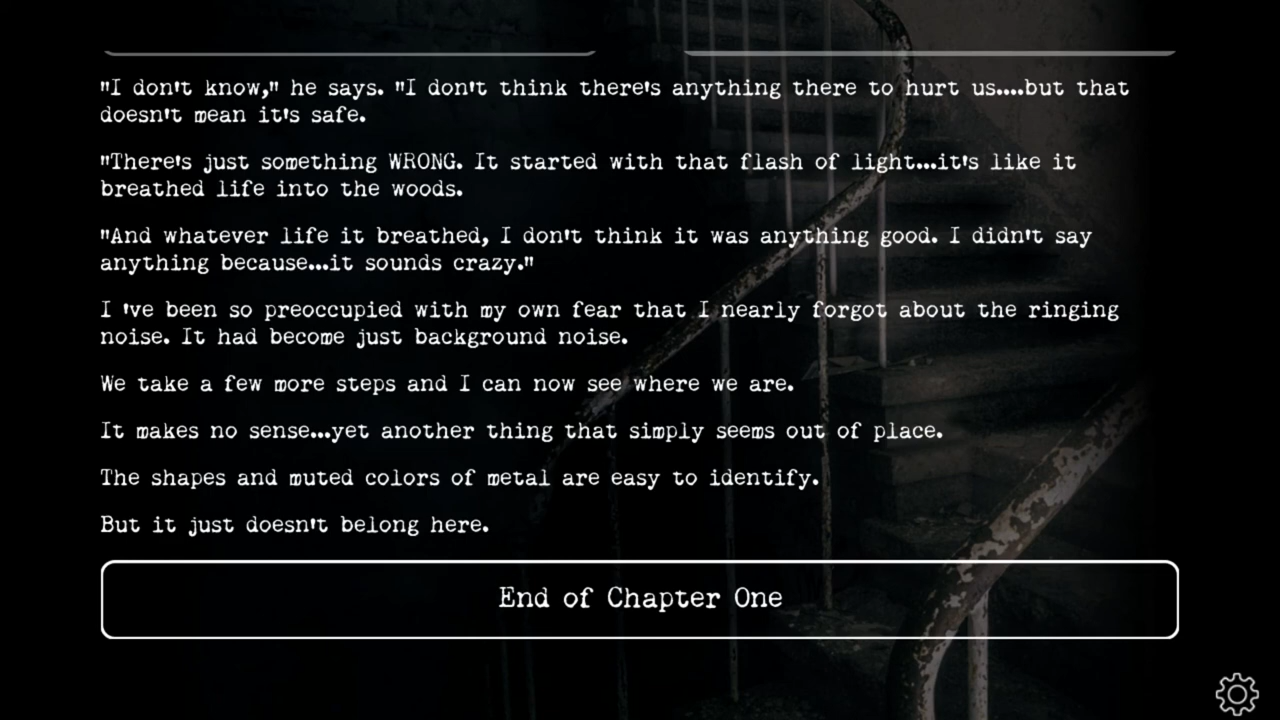 "I don't know," he says. "I don't think there's anything there to hurt us....but that
doesn't mean it's safe.
"There's just something WRONG. It started with that flash of light...it's like it
breathed life into the woods.
"And whatever life it breathed, I don't think it was anything good. I didn't say
anything because...it sounds crazy."
I 've been so preoccupied with my own fear that I nearly forgot about the ringing
noise. It had become just background noise.
We take a few more steps and I can now see where we are.
It makes no sense...yet another thing that simply seems out of place.
The shapes and muted colors of metal are easy to identify.
But it just doesn't belong here.
End of Chapter One